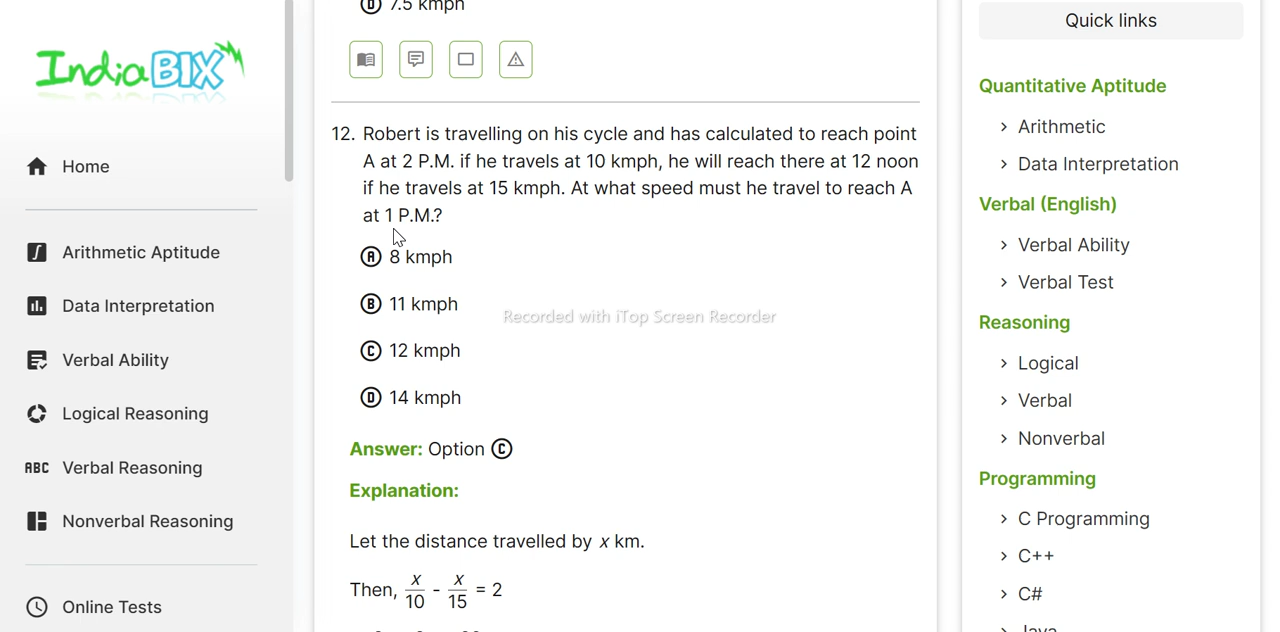 IndiaBIX
Home
Arithmetic Aptitude
Data Interpretation
Verbal Ability
Logical Reasoning
ABC Verbal Reasoning
Nonverbal Reasoning
Online Tests
D 7.5 kmph
12. Robert is travelling on his cycle and has calculated to reach point
A at 2 P.M. if he travels at 10 kmph, he will reach there at 12 noon
if he travels at 15 kmph. At what speed must he travel to reach A
at 1 P.M.?
A 8 kmph
B 11 kmph
C 12 kmph
D 14 kmph
Recorded with iTop Screen Recorder
Answer: Option C
Explanation:
Let the distance travelled by x km.
Then, x/10 - x/15 = 2
Quick links
Quantitative Aptitude
› Arithmetic
› Data Interpretation
Verbal (English)
› Verbal Ability
› Verbal Test
Reasoning
› Logical
› Verbal
› Nonverbal
Programming
› C Programming
› C++
› C#
› Java